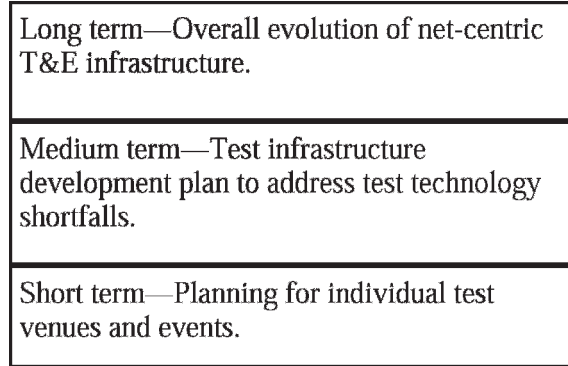 Long term—Overall evolution of net-centric
T&E infrastructure.
Medium term—Test infrastructure
development plan to address test technology
shortfalls.
Short term—Planning for individual test
venues and events.